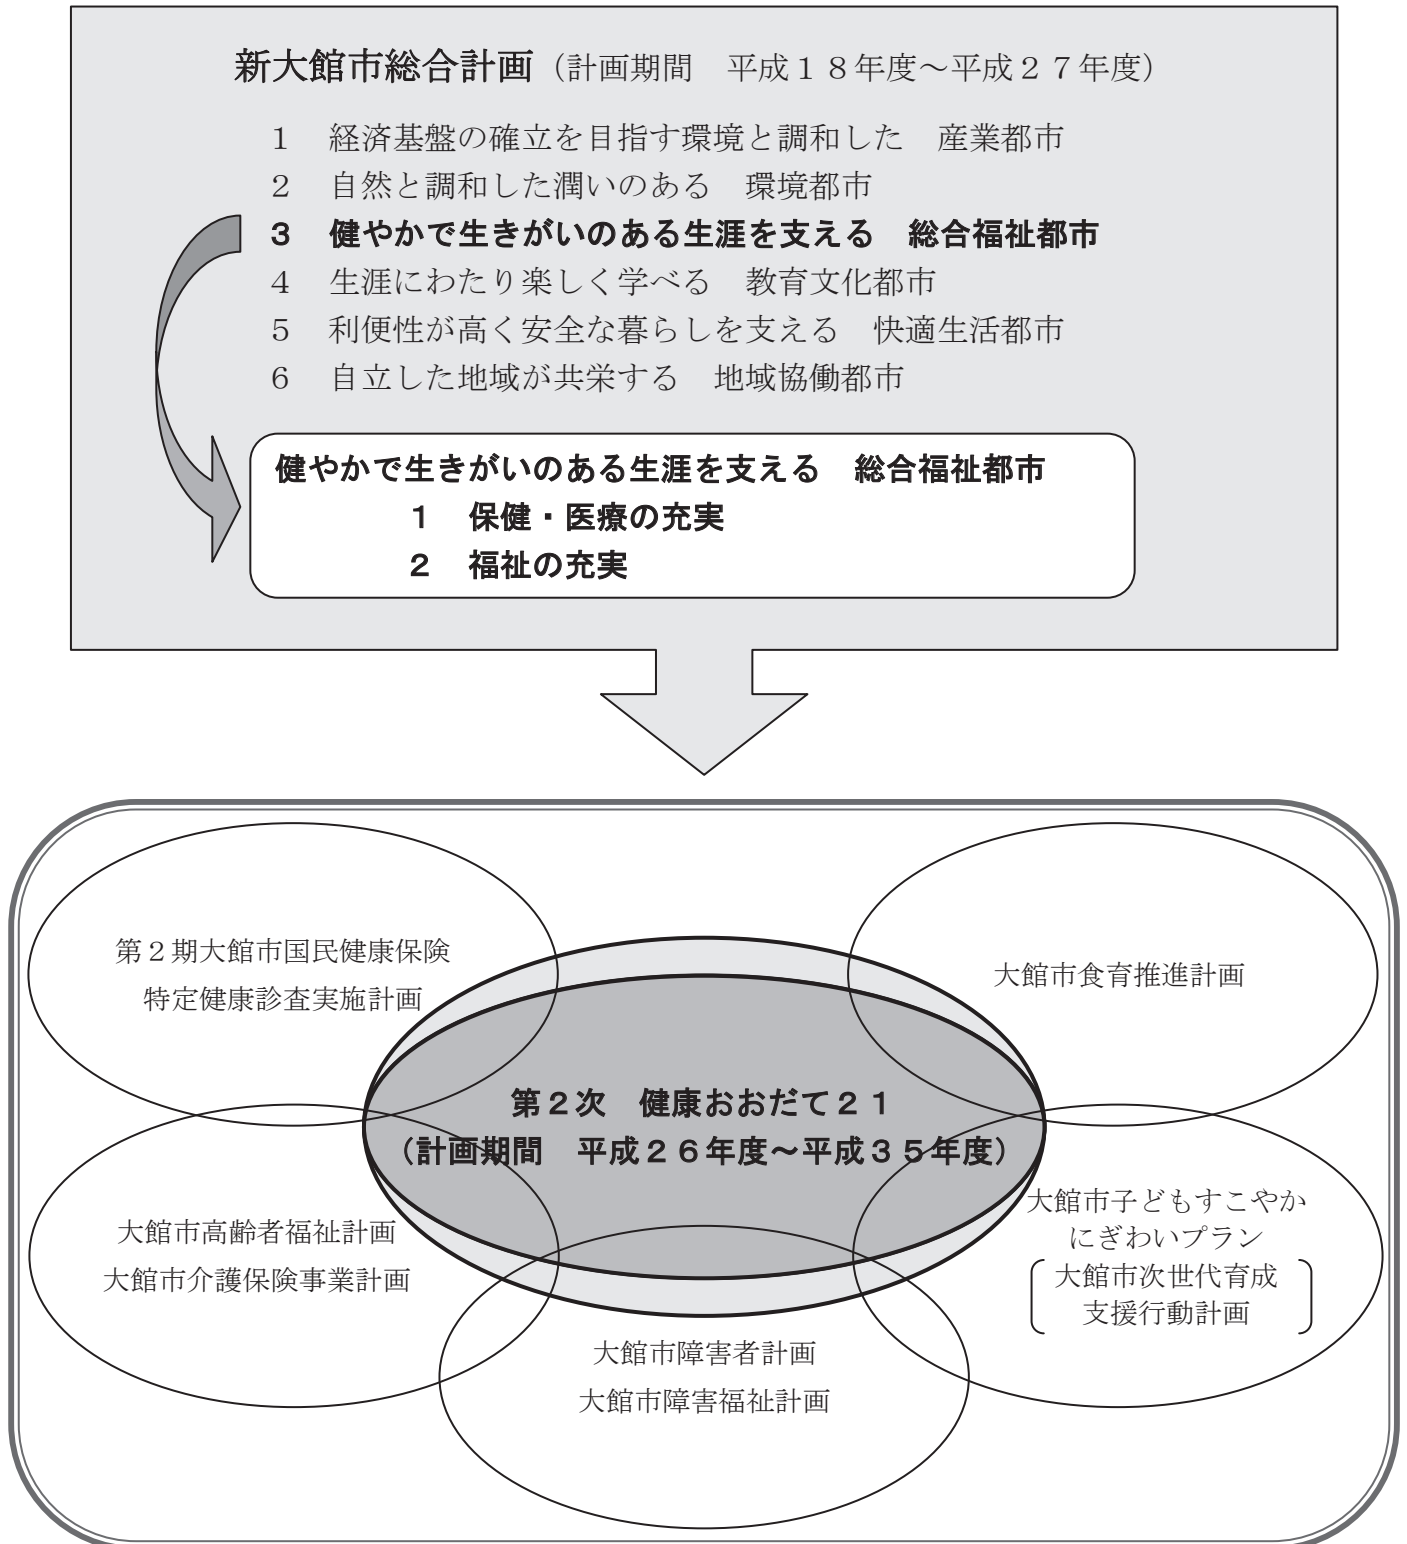 新大館市総合計画（計画期間　平成１８年度～平成２７年度）
１　経済基盤の確立を目指す環境と調和した　産業都市
２　自然と調和した潤いのある　環境都市
３　健やかで生きがいのある生涯を支える　総合福祉都市
４　生涯にわたり楽しく学べる　教育文化都市
５　利便性が高く安全な暮らしを支える　快適生活都市
６　自立した地域が共栄する　地域協働都市
健やかで生きがいのある生涯を支える　総合福祉都市
１　保健・医療の充実
２　福祉の充実
第２期大館市国民健康保険
特定健康診査実施計画
大館市食育推進計画
第２次　健康おおだて２１
（計画期間　平成２６年度～平成３５年度）
大館市高齢者福祉計画
大館市介護保険事業計画
大館市子どもすこやか
にぎわいプラン
大館市次世代育成
支援行動計画
大館市障害者計画
大館市障害福祉計画